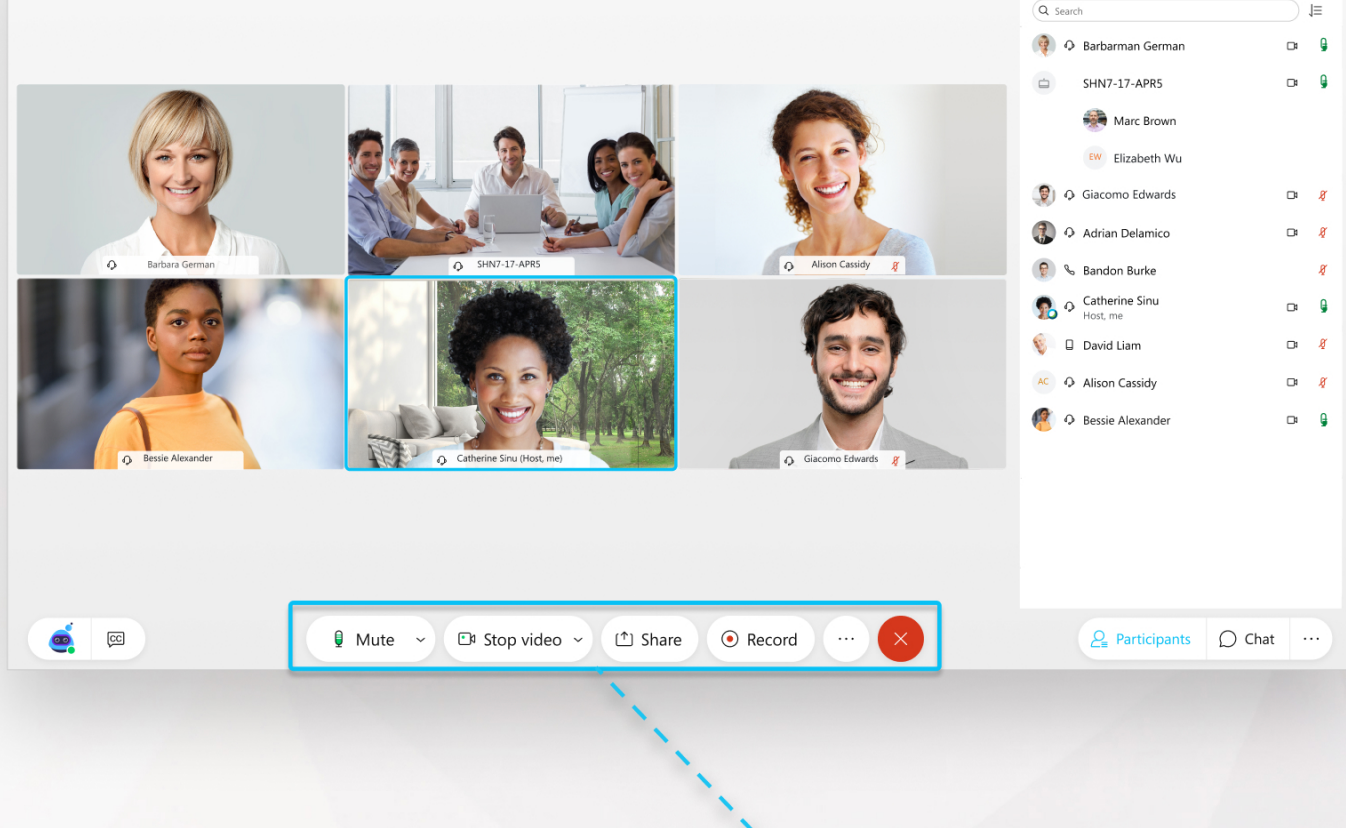 Search
Barbarman German
SHN7-17-APR5
Marc Brown
EW
Elizabeth Wu
Giacomo Edwards
Adrian Delamico
Bandon Burke
Catherine Sinu
Host, me
David Liam
AC
Alison Cassidy
Bessie Alexander
Barbara German
SHN7-17-APR5
Alison Cassidy
Bessie Alexander
Catherine Sinu (Host, me)
Giacomo Edwards
CC
Mute
Stop video
Share
Record
Participants
Chat